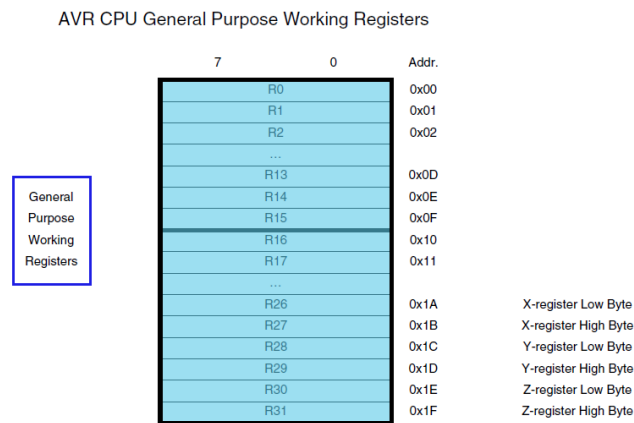 AVR CPU General Purpose Working Registers
7 0 Addr.
R0 0x00
R1 0x01
R2 0x02
...
R13 0x0D
General R14 0x0E
Purpose R15 0x0F
Working R16 0x10
Registers R17 0x11
...
R26 0x1A X-register Low Byte
R27 0x1B X-register High Byte
R28 0x1C Y-register Low Byte
R29 0x1D Y-register High Byte
R30 0x1E Z-register Low Byte
R31 0x1F Z-register High Byte